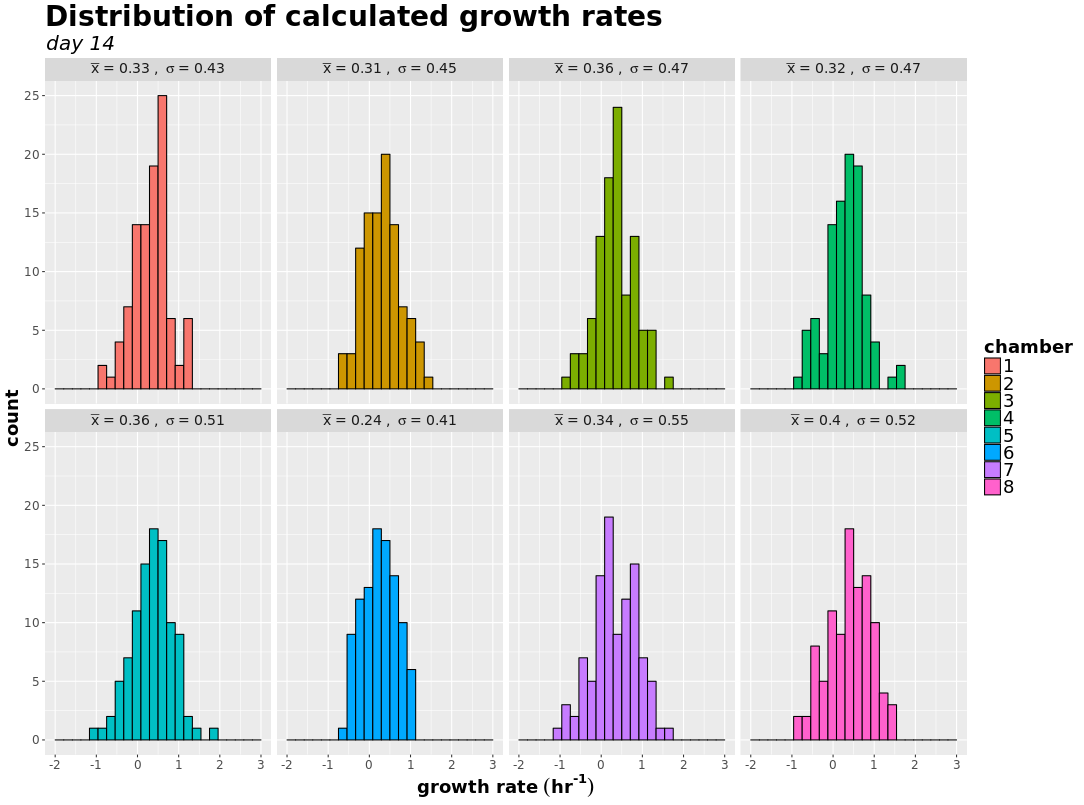 Distribution of calculated growth rates
day 14
x̅ = 0.33 , σ = 0.43
x̅ = 0.31 , σ = 0.45
x̅ = 0.36 , σ = 0.47
x̅ = 0.32 , σ = 0.47
25
20
15
10
5
0
x̅ = 0.36 , σ = 0.51
x̅ = 0.24 , σ = 0.41
x̅ = 0.34 , σ = 0.55
x̅ = 0.4 , σ = 0.52
25
20
15
10
5
0
-2 -1 0 1 2 3
-2 -1 0 1 2 3
-2 -1 0 1 2 3
-2 -1 0 1 2 3
count
growth rate (hr⁻¹)
chamber
1
2
3
4
5
6
7
8